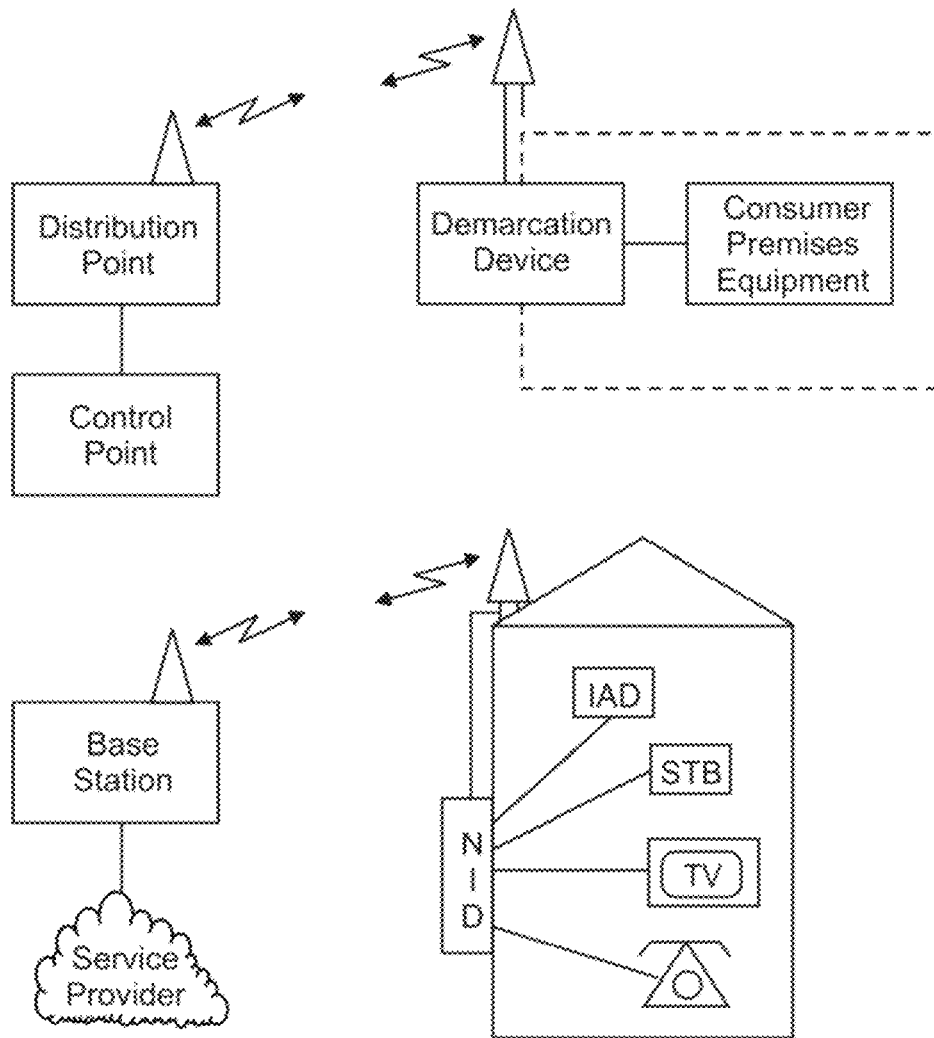 Distribution
Point
Demarcation
Device
Consumer
Premises
Equipment
Control
Point
Base
Station
Service
Provider
IAD
STB
N
I
D
TV